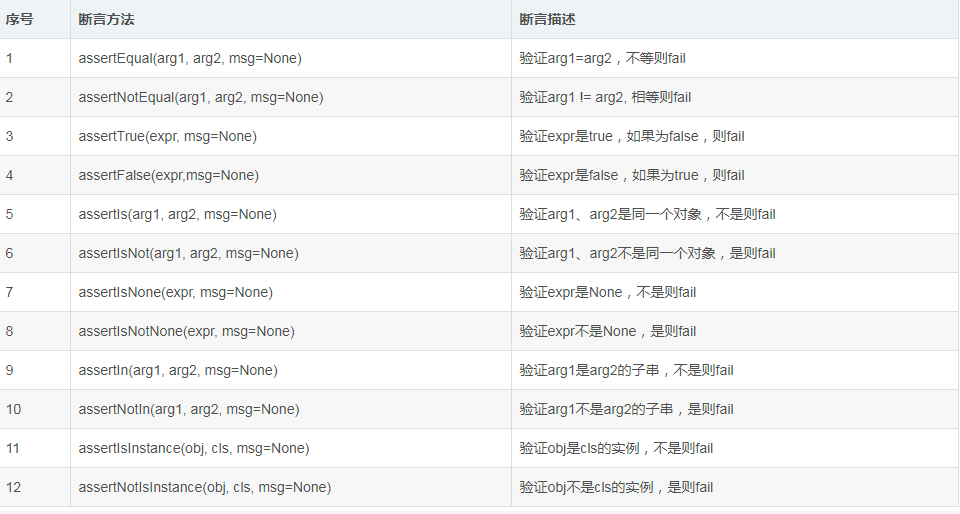 序号 断言方法 断言描述
1 assertEqual(arg1, arg2, msg=None) 验证arg1=arg2，不等则fail
2 assertNotEqual(arg1, arg2, msg=None) 验证arg1 != arg2, 相等则fail
3 assertTrue(expr, msg=None) 验证expr是true，如果为false，则fail
4 assertFalse(expr,msg=None) 验证expr是false，如果为true，则fail
5 assertIs(arg1, arg2, msg=None) 验证arg1、arg2是同一个对象，不是则fail
6 assertIsNot(arg1, arg2, msg=None) 验证arg1、arg2不是同一个对象，是则fail
7 assertIsNone(expr, msg=None) 验证expr是None，不是则fail
8 assertIsNotNone(expr, msg=None) 验证expr不是None，是则fail
9 assertIn(arg1, arg2, msg=None) 验证arg1是arg2的子串，不是则fail
10 assertNotIn(arg1, arg2, msg=None) 验证arg1不是arg2的子串，是则fail
11 assertIsInstance(obj, cls, msg=None) 验证obj是cls的实例，不是则fail
12 assertNotIsInstance(obj, cls, msg=None) 验证obj不是cls的实例，是则fail